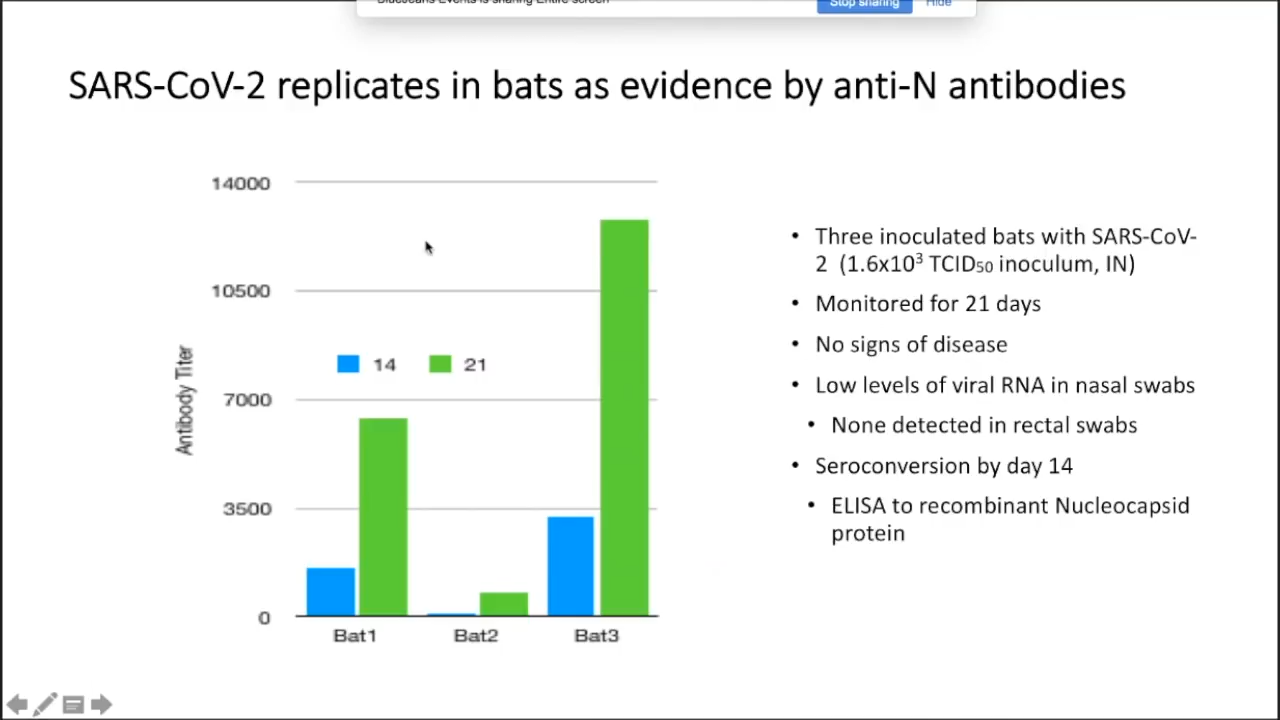 Stop sharing Hide
SARS-CoV-2 replicates in bats as evidence by anti-N antibodies
14000
10500
7000
3500
0
Antibody Titer
14 21
Bat1 Bat2 Bat3
• Three inoculated bats with SARS-CoV-
2 (1.6x10³ TCID₅₀ inoculum, IN)
• Monitored for 21 days
• No signs of disease
• Low levels of viral RNA in nasal swabs
• None detected in rectal swabs
• Seroconversion by day 14
• ELISA to recombinant Nucleocapsid
protein